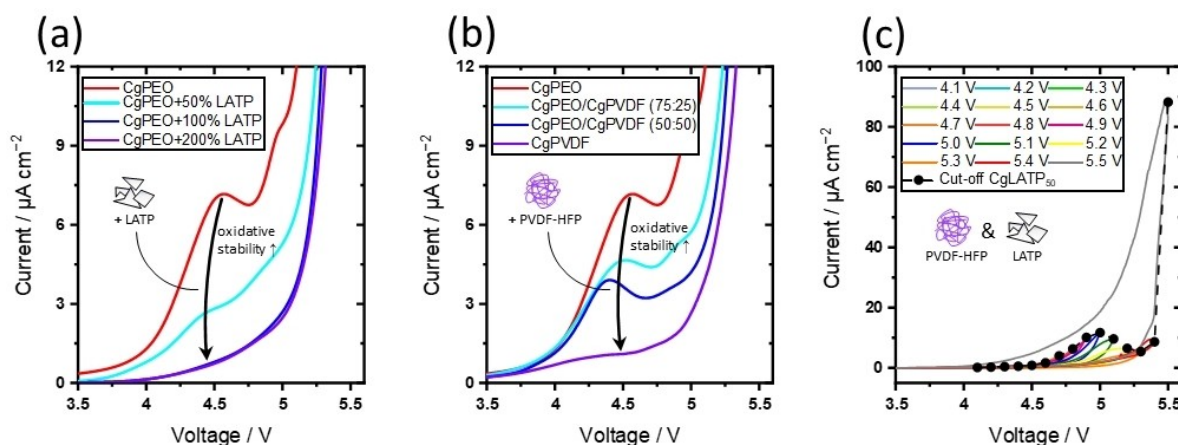 (a)
Current / µA cm⁻²
12
9
6
3
0
3.5 4 4.5 5 5.5
Voltage / V
CgPEO
CgPEO+50% LATP
CgPEO+100% LATP
CgPEO+200% LATP
+ LATP
oxidative
stability ↑
(b)
Current / µA cm⁻²
12
9
6
3
0
3.5 4 4.5 5 5.5
Voltage / V
CgPEO
CgPEO/CgPVDF (75:25)
CgPEO/CgPVDF (50:50)
CgPVDF
+ PVDF-HFP
oxidative
stability ↑
(c)
Current / µA cm⁻²
100
80
60
40
20
0
4 4.5 5 5.5
Voltage / V
4.1 V 4.2 V 4.3 V
4.4 V 4.5 V 4.6 V
4.7 V 4.8 V 4.9 V
5.0 V 5.1 V 5.2 V
5.3 V 5.4 V 5.5 V
Cut-off CgLATP₅₀
&
PVDF-HFP LATP